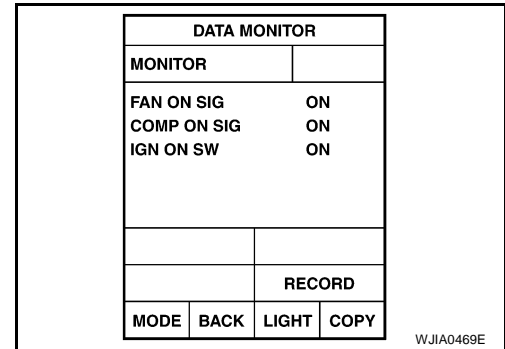 DATA MONITOR
MONITOR
FAN ON SIG ON
COMP ON SIG ON
IGN ON SW ON
RECORD
MODE BACK LIGHT COPY
WJIA0469E